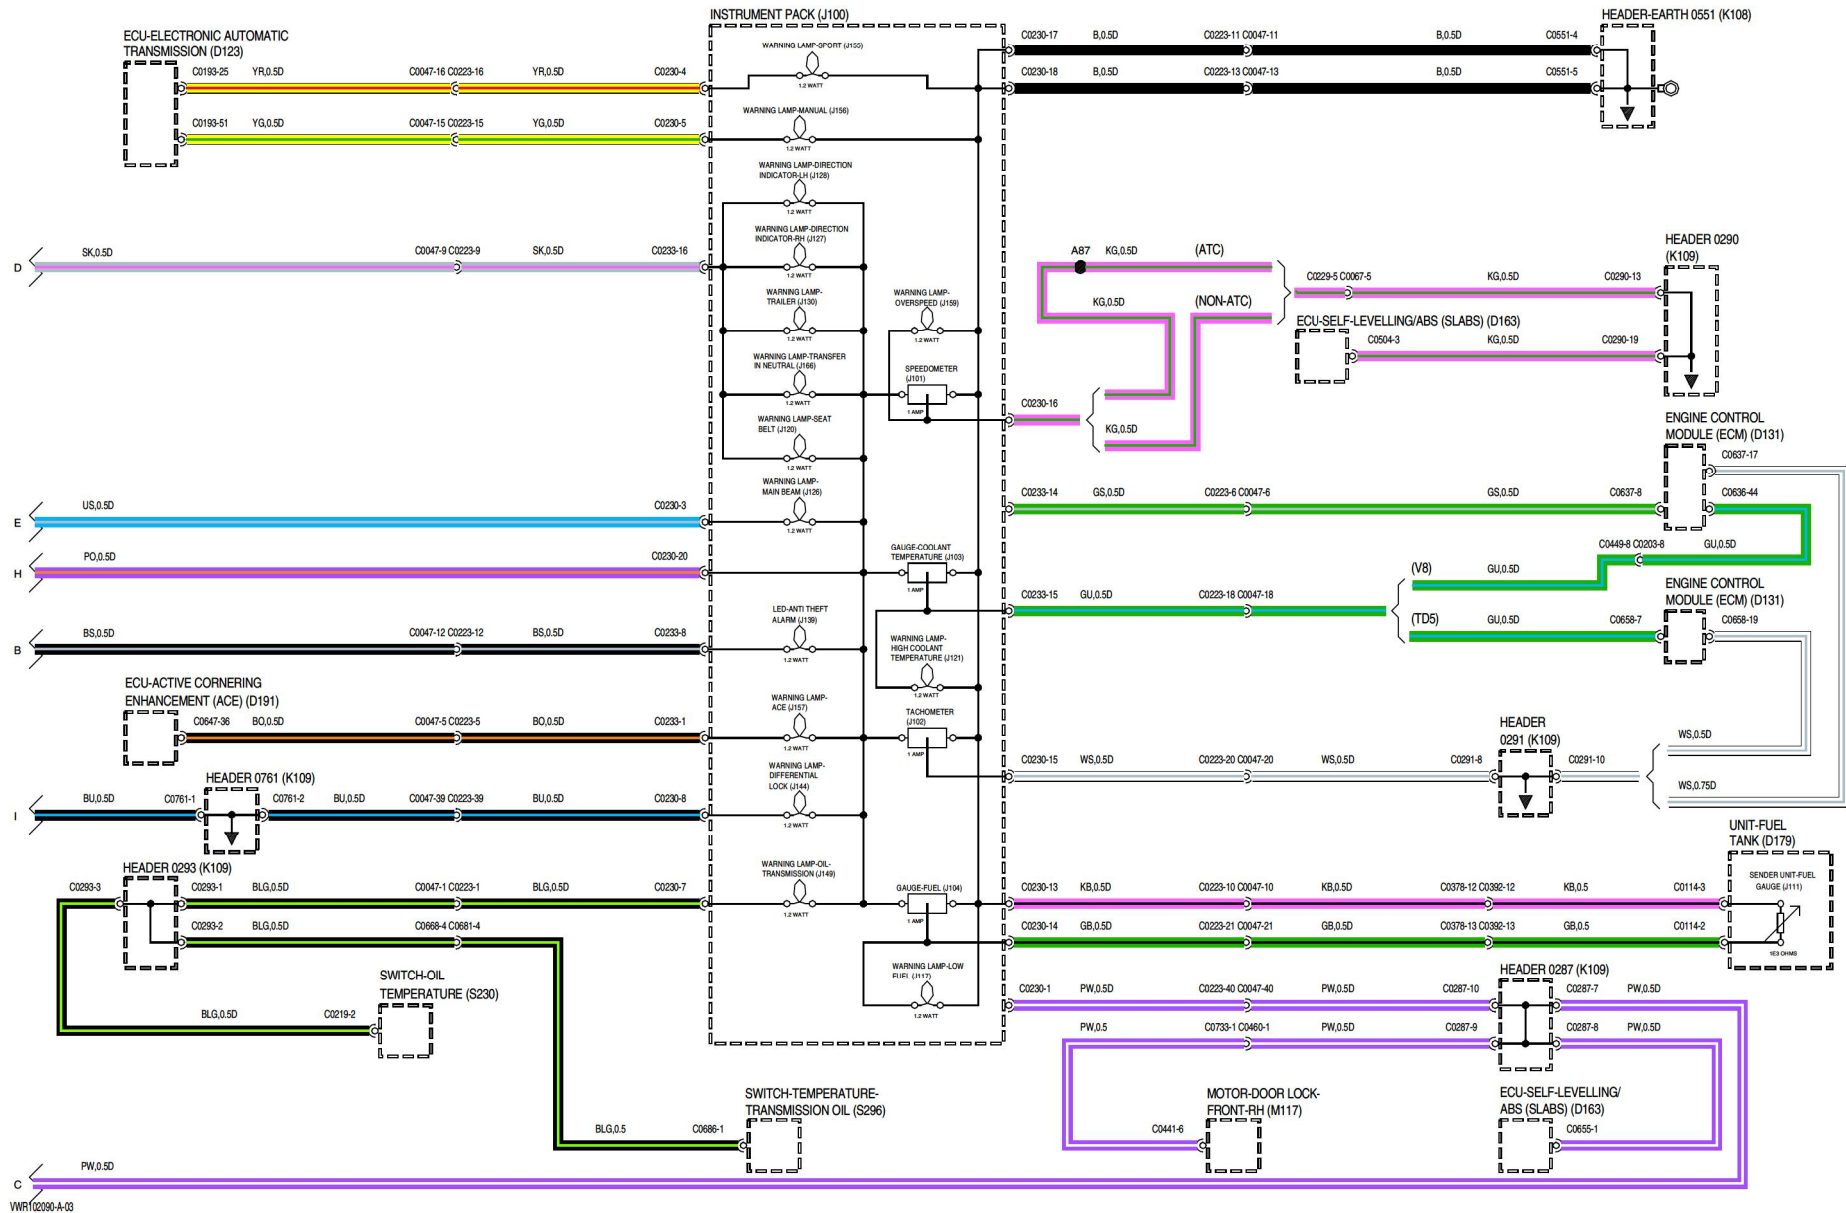 INSTRUMENT PACK (J100)
HEADER-EARTH 0551 (K108)
ECU-ELECTRONIC AUTOMATIC
TRANSMISSION (D123)
C0193-25 YR,0.5D C0047-16 C0223-16 YR,0.5D C0230-4
WARNING LAMP-SPORT (J155)
1.2 WATT
C0230-17 B,0.5D C0223-11 C0047-11 B,0.5D C0551-4
C0230-18 B,0.5D C0223-13 C0047-13 B,0.5D C0551-5
C0193-51 YG,0.5D C0047-15 C0223-15 YG,0.5D C0230-5
WARNING LAMP-MANUAL (J156)
1.2 WATT
WARNING LAMP-DIRECTION
INDICATOR-LH (J128)
1.2 WATT
WARNING LAMP-DIRECTION
INDICATOR-RH (J127)
1.2 WATT
D SK,0.5D C0047-9 C0223-9 SK,0.5D C0233-16
WARNING LAMP-
TRAILER (J130)
1.2 WATT
WARNING LAMP-
OVERSPEED (J159)
1.2 WATT
A87 KG,0.5D (ATC)
KG,0.5D (NON-ATC)
HEADER 0290
(K109)
C0229-5 C0067-5 KG,0.5D C0290-13
ECU-SELF-LEVELLING/ABS (SLABS) (D163)
C0504-3 KG,0.5D C0290-19
WARNING LAMP-TRANSFER
IN NEUTRAL (J166)
1.2 WATT
SPEEDOMETER
(J101)
1 AMP
C0230-16
KG,0.5D
WARNING LAMP-SEAT
BELT (J120)
1.2 WATT
ENGINE CONTROL
MODULE (ECM) (D131)
C0637-17
WARNING LAMP-
MAIN BEAM (J126)
1.2 WATT
E US,0.5D C0230-3
C0233-14 GS,0.5D C0223-6 C0047-6 GS,0.5D C0637-8 C0636-44
C0449-8 C0203-8 GU,0.5D
H PO,0.5D C0230-20
GAUGE-COOLANT
TEMPERATURE (J103)
1 AMP
(V8) GU,0.5D
ENGINE CONTROL
MODULE (ECM) (D131)
C0233-15 GU,0.5D C0223-18 C0047-18
(TD5) GU,0.5D C0658-7 C0658-19
LED-ANTI THEFT
ALARM (J139)
1.2 WATT
B BS,0.5D C0047-12 C0223-12 BS,0.5D C0233-8
WARNING LAMP-
HIGH COOLANT
TEMPERATURE (J121)
1.2 WATT
ECU-ACTIVE CORNERING
ENHANCEMENT (ACE) (D191)
C0647-36 BO,0.5D C0047-5 C0223-5 BO,0.5D C0233-1
WARNING LAMP-
ACE (J157)
1.2 WATT
TACHOMETER
(J102)
1 AMP
HEADER
0291 (K109)
WS,0.5D
C0230-15 WS,0.5D C0223-20 C0047-20 WS,0.5D C0291-8 C0291-10
WS,0.75D
WARNING LAMP-
DIFFERENTIAL
LOCK (J144)
1.2 WATT
HEADER 0761 (K109)
I BU,0.5D C0761-1 C0761-2 BU,0.5D C0047-39 C0223-39 BU,0.5D C0230-8
UNIT-FUEL
TANK (D179)
SENDER UNIT-FUEL
GAUGE (J111)
1E3 OHMS
HEADER 0293 (K109)
C0293-3 C0293-1 BLG,0.5D C0047-1 C0223-1 BLG,0.5D C0230-7
WARNING LAMP-OIL-
TRANSMISSION (J149)
1.2 WATT
GAUGE-FUEL (J104)
1 AMP
C0230-13 KB,0.5D C0223-10 C0047-10 KB,0.5D C0378-12 C0392-12 KB,0.5 C0114-3
C0293-2 BLG,0.5D C0668-4 C0681-4
C0230-14 GB,0.5D C0223-21 C0047-21 GB,0.5D C0378-13 C0392-13 GB,0.5 C0114-2
WARNING LAMP-LOW
FUEL (J117)
1.2 WATT
SWITCH-OIL
TEMPERATURE (S230)
BLG,0.5D C0219-2
HEADER 0287 (K109)
C0230-1 PW,0.5D C0223-40 C0047-40 PW,0.5D C0287-10 C0287-7 PW,0.5D
PW,0.5 C0733-1 C0460-1 PW,0.5D C0287-9 C0287-8 PW,0.5D
SWITCH-TEMPERATURE-
TRANSMISSION OIL (S296)
BLG,0.5 C0686-1
MOTOR-DOOR LOCK-
FRONT-RH (M117)
C0441-6
ECU-SELF-LEVELLING/
ABS (SLABS) (D163)
C0655-1
C PW,0.5D
VWR102090-A-03